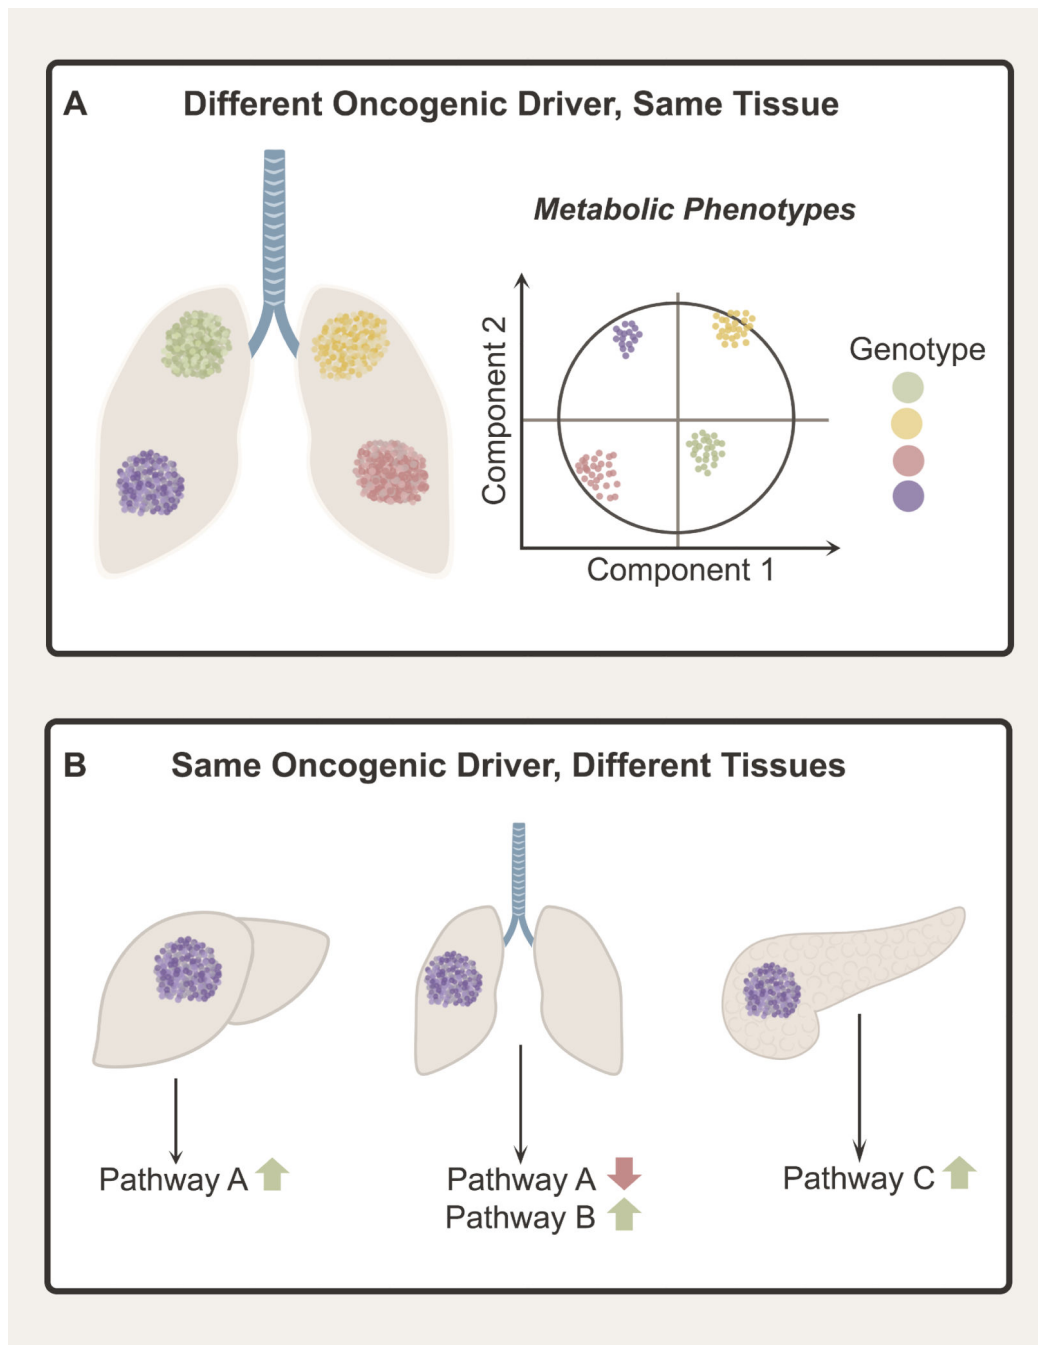 A
Different Oncogenic Driver, Same Tissue
Metabolic Phenotypes
Component 2
Component 1
Genotype
B
Same Oncogenic Driver, Different Tissues
Pathway A
Pathway A
Pathway B
Pathway C